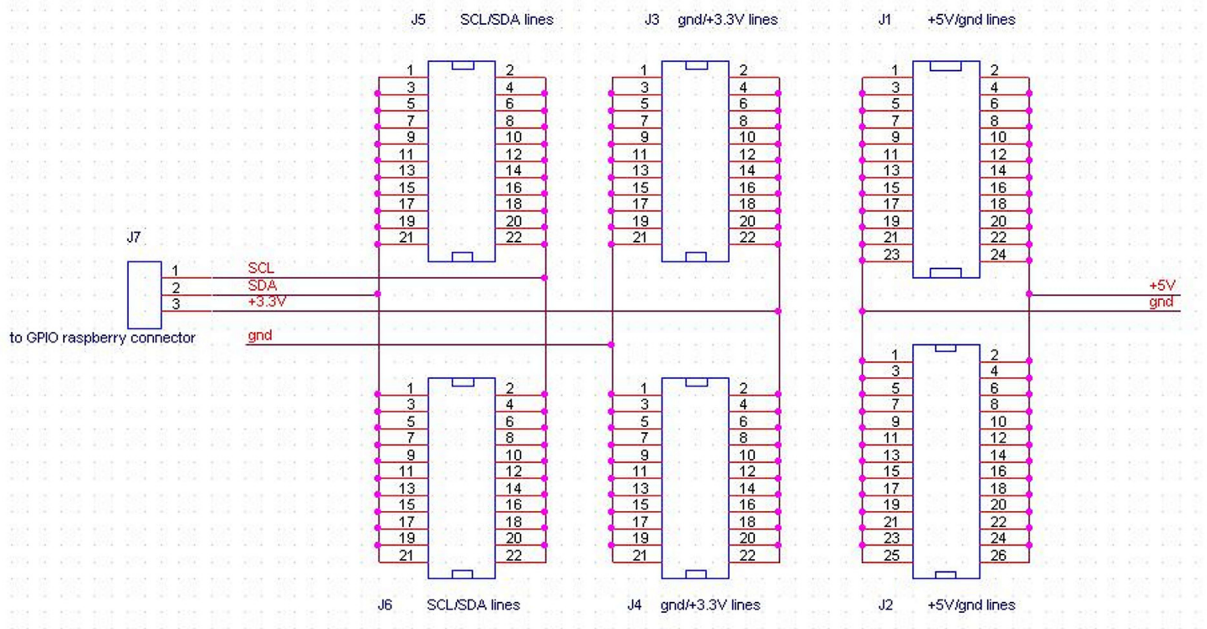 J5 SCL/SDA lines
J3 gnd/+3.3V lines
J1 +5V/gnd lines
1 2 1 2 1 2
3 4 3 4 3 4
5 6 5 6 5 6
7 8 7 8 7 8
9 10 9 10 9 10
11 12 11 12 11 12
13 14 13 14 13 14
15 16 15 16 15 16
17 18 17 18 17 18
19 20 19 20 19 20
21 22 21 22 21 22
23 24
J7
1 SCL
2 SDA
3 +3.3V
to GPIO raspberry connector
gnd
+5V
gnd
1 2 1 2 1 2
3 4 3 4 3 4
5 6 5 6 5 6
7 8 7 8 7 8
9 10 9 10 9 10
11 12 11 12 11 12
13 14 13 14 13 14
15 16 15 16 15 16
17 18 17 18 17 18
19 20 19 20 19 20
21 22 21 22 21 22
23 24
25 26
J6 SCL/SDA lines
J4 gnd/+3.3V lines
J2 +5V/gnd lines